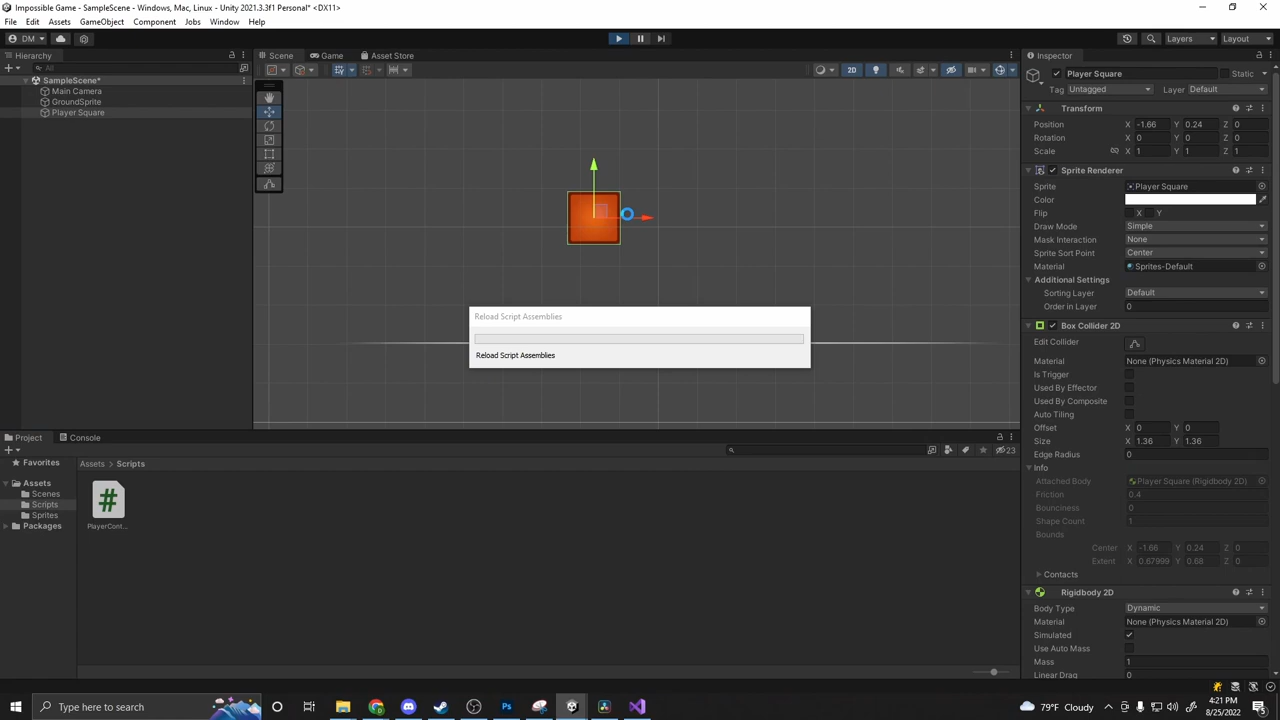 Impossible Game - SampleScene - Windows, Mac, Linux - Unity 2021.3.3f1 Personal* <DX11>
File Edit Assets GameObject Component Jobs Window Help
DM Layers Layout
Hierarchy Scene Game Asset Store Inspector
All
2D
SampleScene*
Main Camera
GroundSprite
Player Square
Player Square Static
Tag Untagged Layer Default
Transform
Position X -1.66 Y 0.24 Z 0
Rotation X 0 Y 0 Z 0
Scale X 1 Y 1 Z 1
Sprite Renderer
Sprite Player Square
Color
Flip X Y
Draw Mode Simple
Mask Interaction None
Sprite Sort Point Center
Material Sprites-Default
Additional Settings
Sorting Layer Default
Order in Layer 0
Reload Script Assemblies
Reload Script Assemblies
Box Collider 2D
Edit Collider
Material None (Physics Material 2D)
Is Trigger
Used By Effector
Used By Composite
Auto Tiling
Offset X 0 Y 0
Size X 1.36 Y 1.36
Edge Radius 0
Info
Attached Body Player Square (Rigidbody 2D)
Friction 0.4
Bounciness 0
Shape Count 1
Bounds
Center X -1.66 Y 0.24 Z 0
Extent X 0.67999 Y 0.68 Z 0
Contacts
Rigidbody 2D
Body Type Dynamic
Material None (Physics Material 2D)
Simulated
Use Auto Mass
Mass 1
Linear Drag 0
Project Console
23
Favorites
Assets
Scenes
Scripts
Sprites
Packages
Assets > Scripts
#
PlayerCont...
Type here to search
Ps
79°F Cloudy
4:21 PM
8/25/2022